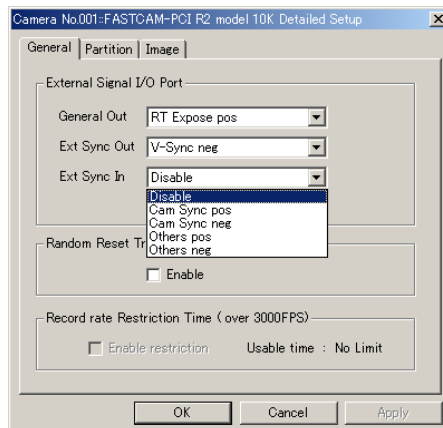 Camera No.001::FASTCAM-PCI R2 model 10K Detailed Setup
General Partition Image
External Signal I/O Port
General Out RT Expose pos
Ext Sync Out V-Sync neg
Ext Sync In Disable
Disable
Cam Sync pos
Cam Sync neg
Others pos
Others neg
Random Reset Tr
Enable
Record rate Restriction Time ( over 3000FPS)
Enable restriction Usable time : No Limit
OK Cancel Apply